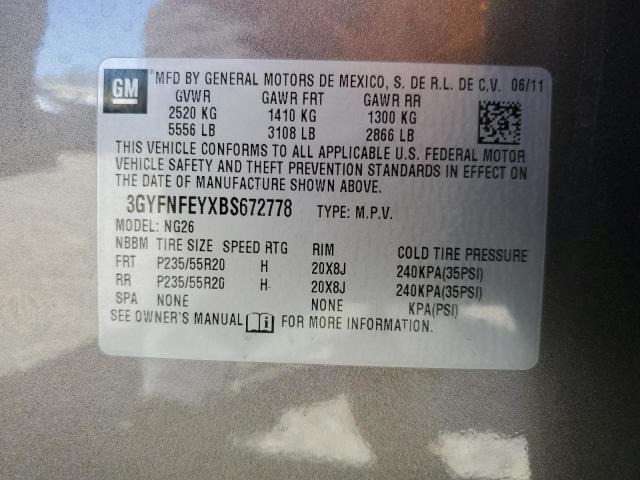 GM
MFD BY GENERAL MOTORS DE MEXICO, S. DE R.L. DE C.V. 06/11
GVWR GAWR FRT GAWR RR
2520 KG 1410 KG 1300 KG
5556 LB 3108 LB 2866 LB
THIS VEHICLE CONFORMS TO ALL APPLICABLE U.S. FEDERAL MOTOR
VEHICLE SAFETY AND THEFT PREVENTION STANDARDS IN EFFECT ON
THE DATE OF MANUFACTURE SHOWN ABOVE.
3GYFNFEYXBS672778 TYPE: M.P.V.
MODEL: NG26
NBBM TIRE SIZE SPEED RTG RIM COLD TIRE PRESSURE
FRT P235/55R20 H 20X8J 240KPA(35PSI)
RR P235/55R20 H 20X8J 240KPA(35PSI)
SPA NONE NONE KPA(PSI)
SEE OWNER'S MANUAL FOR MORE INFORMATION.